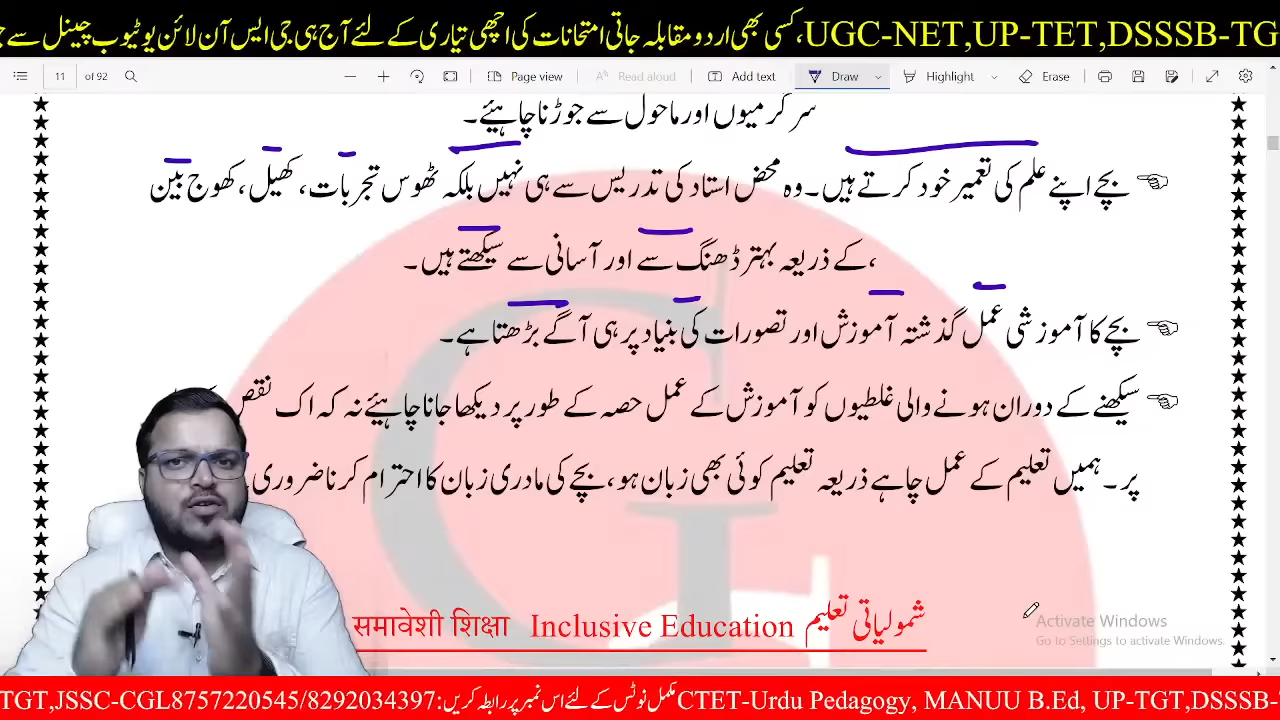 کسی بھی اردو مقابلہ جاتی امتحانات کی اچھی تیاری کے لئے آج ہی جی ایس آن لائن یوٹیوب چینل سے ,UGC-NET,UP-TET,DSSSB-TG
11 of 92 Page view Read aloud Add text Draw Highlight Erase
سرگرمیوں اور ماحول سے جوڑنا چاہیئے۔
بچے اپنے علم کی تعمیر خود کرتے ہیں۔ وہ محض استاد کی تدریس سے ہی نہیں بلکہ ٹھوس تجربات، کھیل، کھوج بین
،کے ذریعہ بہتر ڈھنگ سے اور آسانی سے سیکھتے ہیں۔
بچے کا آموزشی عمل گذشتہ آموزش اور تصورات کی بنیاد پر ہی آگے بڑھتا ہے۔
سیکھنے کے دوران ہونے والی غلطیوں کو آموزش کے عمل حصہ کے طور پر دیکھا جانا چاہیئے نہ کہ اک نقص
پر۔ ہمیں تعلیم کے عمل چاہے ذریعہ تعلیم کوئی بھی زبان ہو، بچے کی مادری زبان کا احترام کرنا ضروری
شمولیاتی تعلیم Inclusive Education समावेशी शिक्षा
Activate Windows
Go to Settings to activate Windows.
TGT,JSSC-CGL8757220545/8292034397:مکمل نوٹس کے لئے اس نمبر پر رابطہ کریں CTET-Urdu Pedagogy, MANUU B.Ed, UP-TGT,DSSSB-